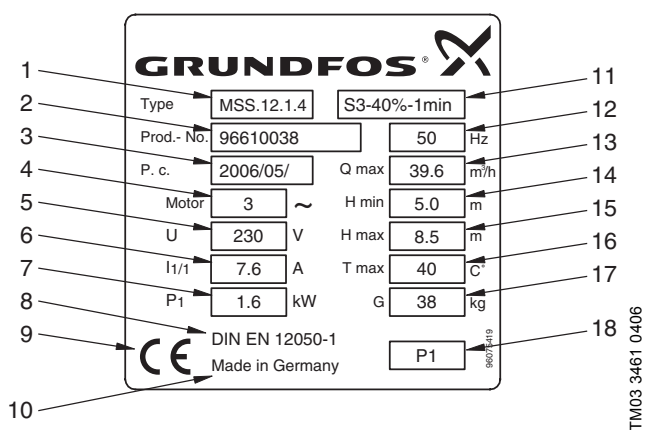 GRUNDFOS®
1 Type MSS.12.1.4 S3-40%-1min 11
2 Prod.- No. 96610038 50 Hz 12
3 P. c. 2006/05/ Q max 39.6 m³/h 13
4 Motor 3 ~ H min 5.0 m 14
5 U 230 V H max 8.5 m 15
6 I1/1 7.6 A T max 40 C° 16
7 P1 1.6 kW G 38 kg 17
8 DIN EN 12050-1
9 CE P1 18
10 Made in Germany
96075419
TM03 3461 0406